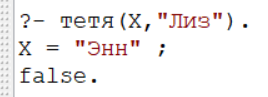 ?- тетя(X,"Лиз").
X = "Энн" ;
false.